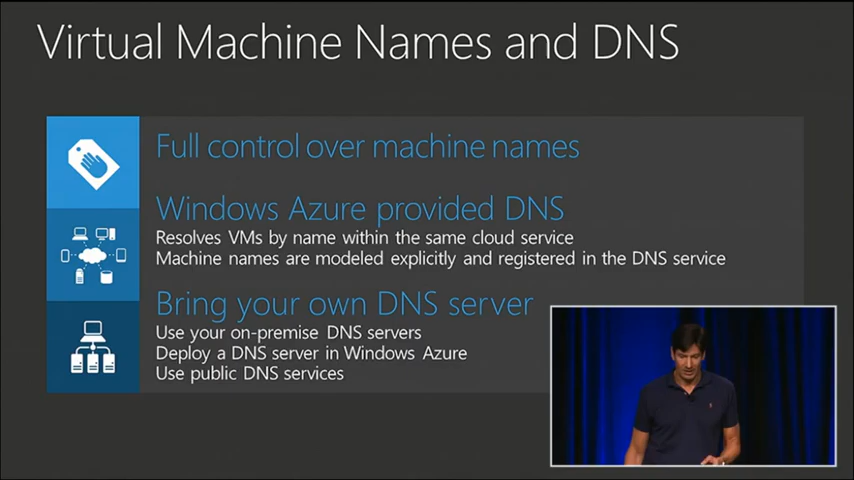 Virtual Machine Names and DNS
Full control over machine names
Windows Azure provided DNS
Resolves VMs by name within the same cloud service
Machine names are modeled explicitly and registered in the DNS service
Bring your own DNS server
Use your on-premise DNS servers
Deploy a DNS server in Windows Azure
Use public DNS services